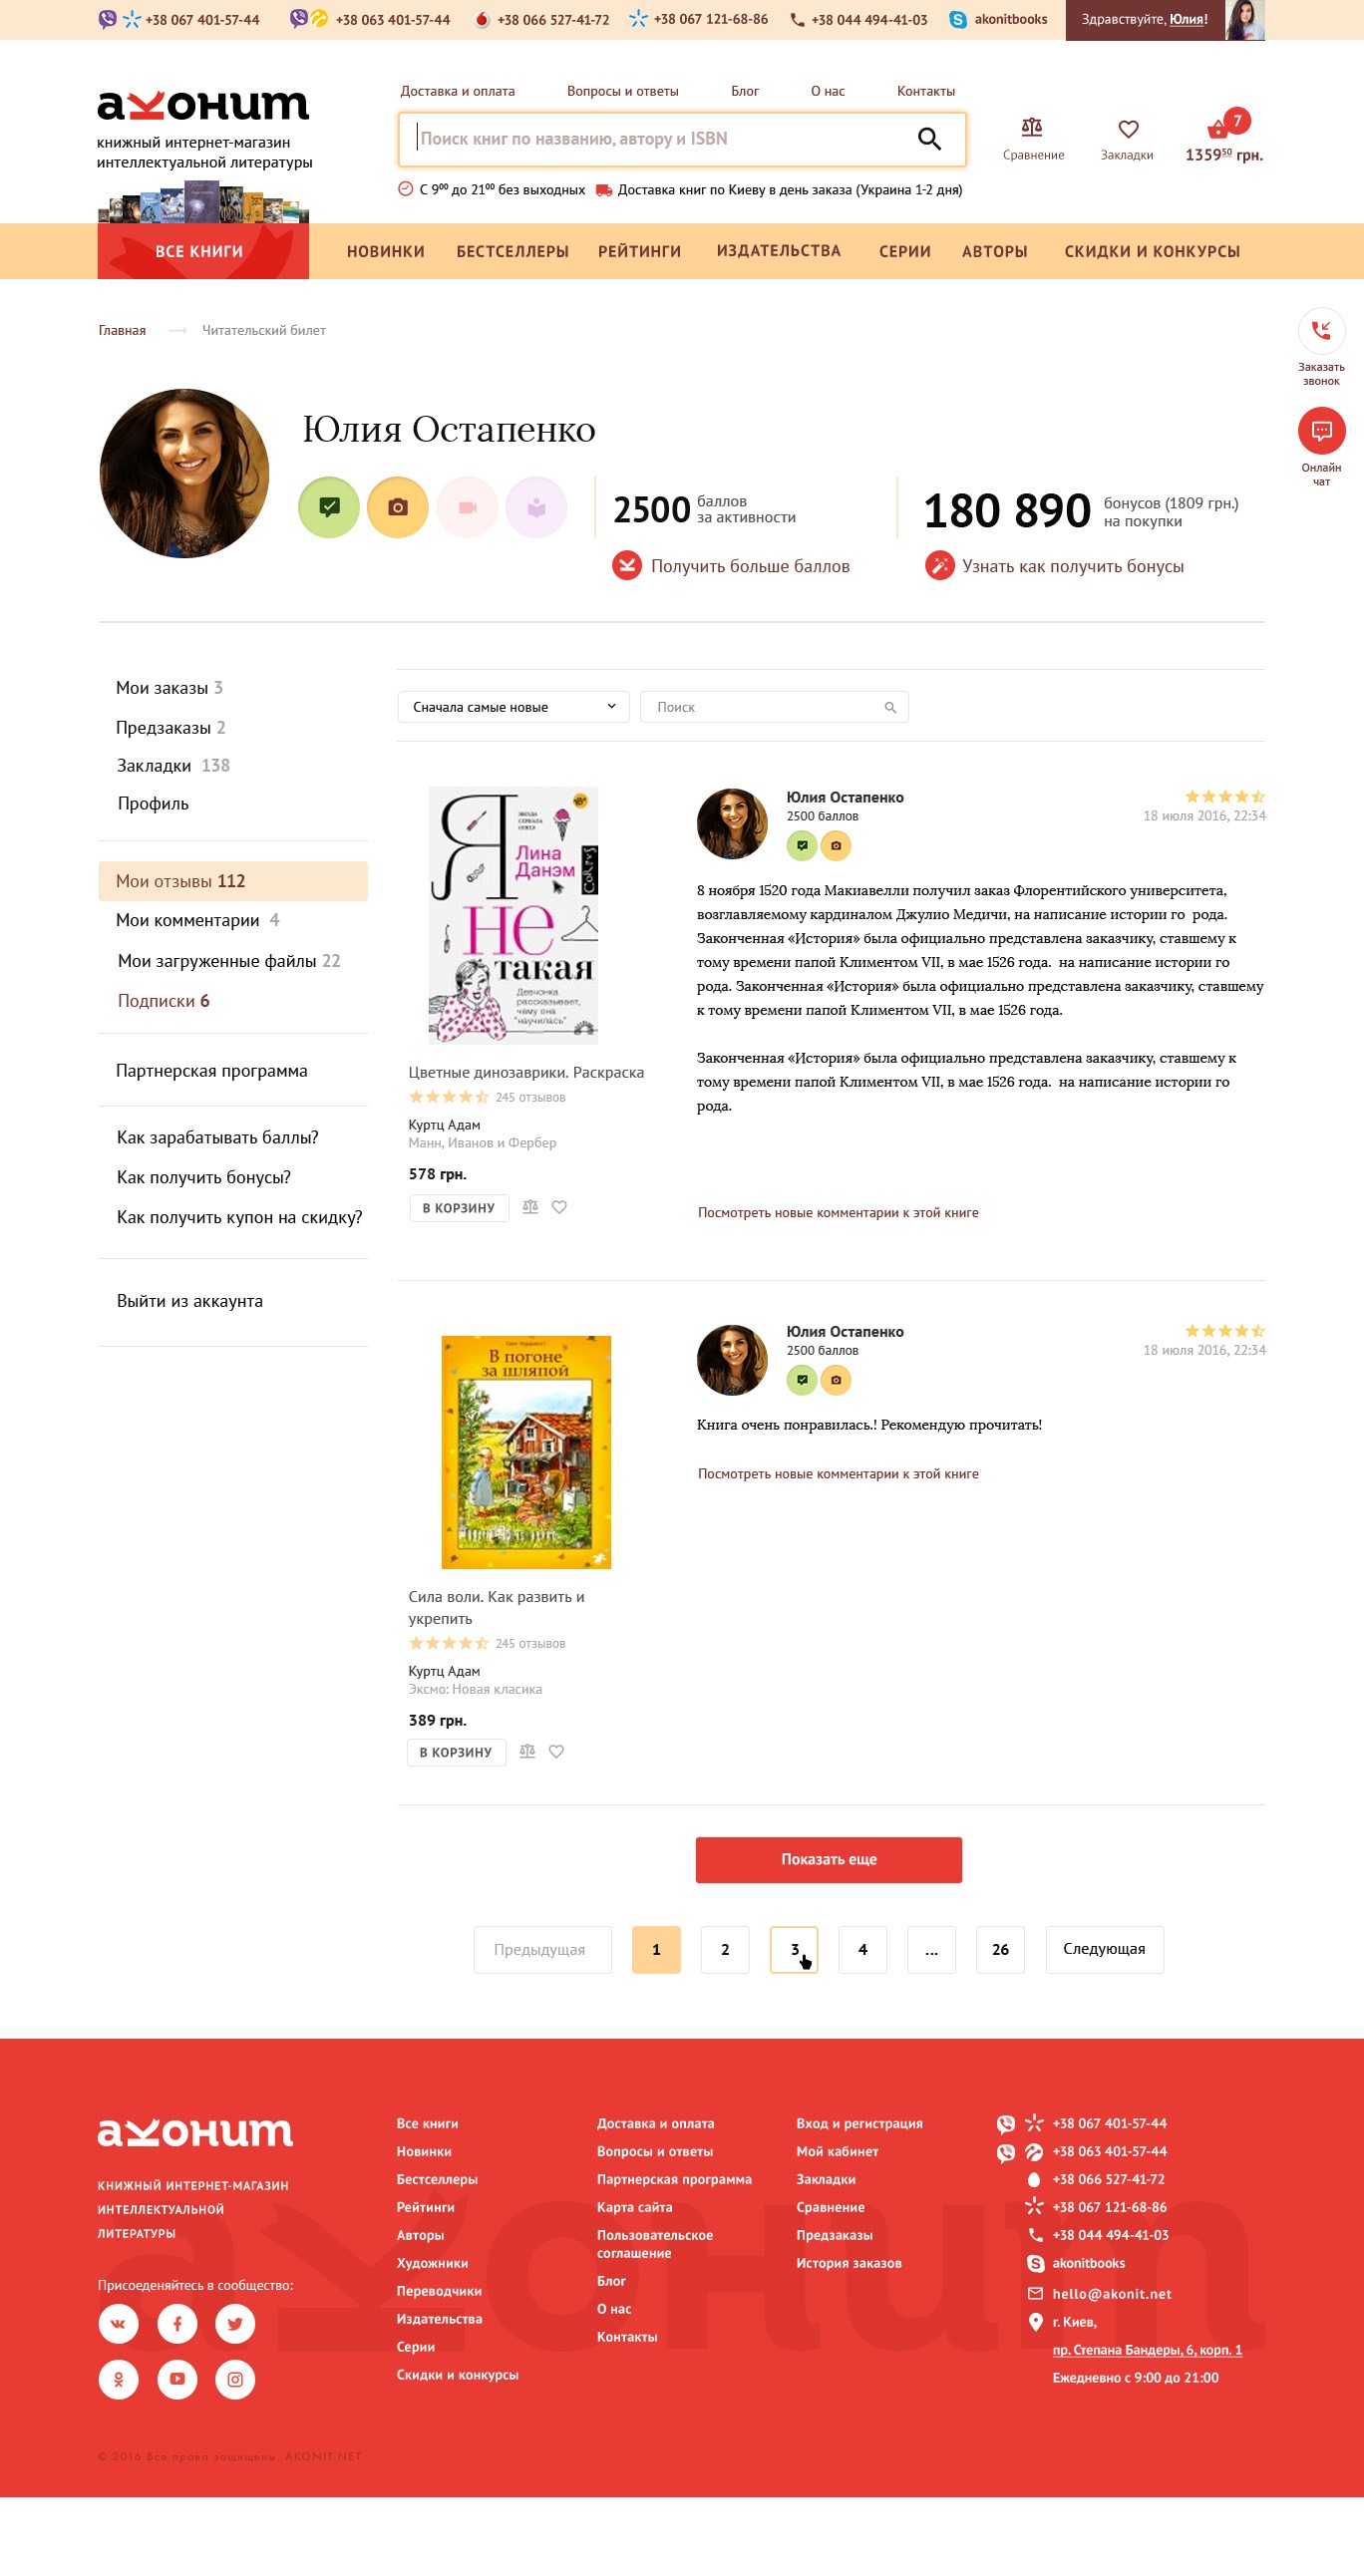 +38 067 401-57-44
+38 063 401-57-44
+38 066 527-41-72
+38 067 121-68-86
+38 044 494-41-03
akonitbooks
Здравствуйте, Юлия!
аконит
книжный интернет-магазин
интеллектуальной литературы
Доставка и оплата
Вопросы и ответы
Блог
О нас
Контакты
Поиск книг по названию, автору и ISBN
С 9⁰⁰ до 21⁰⁰ без выходных
Доставка книг по Киеву в день заказа (Украина 1-2 дня)
Сравнение
Закладки
7
1359⁵⁰ грн.
ВСЕ КНИГИ
НОВИНКИ
БЕСТСЕЛЛЕРЫ
РЕЙТИНГИ
ИЗДАТЕЛЬСТВА
СЕРИИ
АВТОРЫ
СКИДКИ И КОНКУРСЫ
Главная
Читательский билет
Заказать
звонок
Онлайн
чат
Юлия Остапенко
2500 баллов
за активности
Получить больше баллов
180 890 бонусов (1809 грн.)
на покупки
Узнать как получить бонусы
Мои заказы 3
Предзаказы 2
Закладки 138
Профиль
Мои отзывы 112
Мои комментарии 4
Мои загруженные файлы 22
Подписки 6
Партнерская программа
Как зарабатывать баллы?
Как получить бонусы?
Как получить купон на скидку?
Выйти из аккаунта
Сначала самые новые
Поиск
Я
Лина
Данэм
Corpus
не
такая
Девчонка
рассказывает,
чему она
"научилась"
Цветные динозаврики. Раскраска
245 отзывов
Куртц Адам
Манн, Иванов и Фербер
578 грн.
В КОРЗИНУ
Юлия Остапенко
2500 баллов
18 июля 2016, 22:34
8 ноября 1520 года Макиавелли получил заказ Флорентийского университета,
возглавляемому кардиналом Джулио Медичи, на написание истории го  рода.
Законченная «История» была официально представлена заказчику, ставшему к
тому времени папой Климентом VII, в мае 1526 года.  на написание истории го
рода. Законченная «История» была официально представлена заказчику, ставшему
к тому времени папой Климентом VII, в мае 1526 года.
Законченная «История» была официально представлена заказчику, ставшему к
тому времени папой Климентом VII, в мае 1526 года.  на написание истории го
рода.
Посмотреть новые комментарии к этой книге
В погоне
за шляпой
Сила воли. Как развить и
укрепить
245 отзывов
Куртц Адам
Эксмо: Новая класика
389 грн.
В КОРЗИНУ
Юлия Остапенко
2500 баллов
18 июля 2016, 22:34
Книга очень понравилась.! Рекомендую прочитать!
Посмотреть новые комментарии к этой книге
Показать еще
Предыдущая
1
2
3
4
...
26
Следующая
аконит
КНИЖНЫЙ ИНТЕРНЕТ-МАГАЗИН
ИНТЕЛЛЕКТУАЛЬНОЙ
ЛИТЕРАТУРЫ
Присоеденяйтесь в сообщество:
Все книги
Новинки
Бестселлеры
Рейтинги
Авторы
Художники
Переводчики
Издательства
Серии
Скидки и конкурсы
Доставка и оплата
Вопросы и ответы
Партнерская программа
Карта сайта
Пользовательское
соглашение
Блог
О нас
Контакты
Вход и регистрация
Мой кабинет
Закладки
Сравнение
Предзаказы
История заказов
+38 067 401-57-44
+38 063 401-57-44
+38 066 527-41-72
+38 067 121-68-86
+38 044 494-41-03
akonitbooks
hello@akonit.net
г. Киев,
пр. Степана Бандеры, 6, корп. 1
Ежедневно с 9:00 до 21:00
аконит
© 2016 Все права защищены. AKONIT.NET